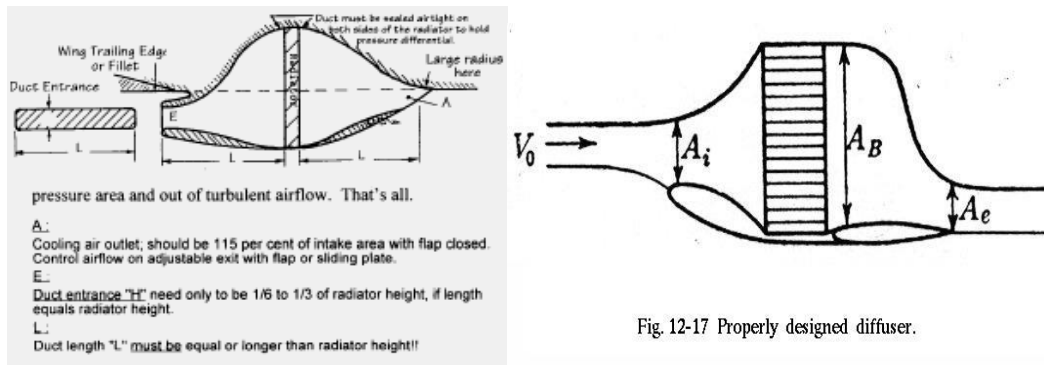 Duct must be sealed airtight on
both sides of the radiator to hold
pressure differential.
Wing Trailing Edge
or Fillet
Large radius
here
Duct Entrance
RADIATOR
E
A
L
L
L
pressure area and out of turbulent airflow. That's all.
A :
Cooling air outlet; should be 115 per cent of intake area with flap closed.
Control airflow on adjustable exit with flap or sliding plate.
E :
Duct entrance "H" need only to be 1/6 to 1/3 of radiator height, if length
equals radiator height.
L :
Duct length "L" must be equal or longer than radiator height!!
V₀
Aᵢ
A_B
A_e
Fig. 12-17 Properly designed diffuser.